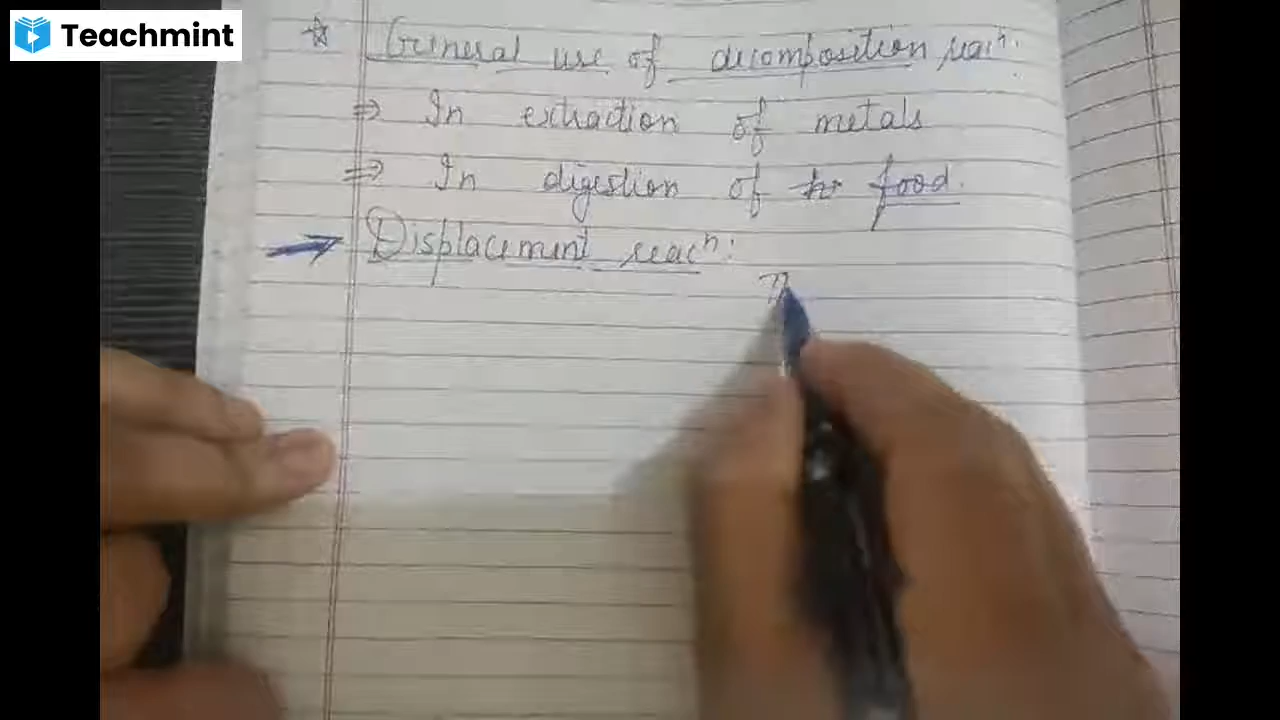 Teachmint
☆ General use of decomposition reacⁿ:
⇒ In extraction of metals
⇒ In digestion of food.
→ Displacement reacⁿ: